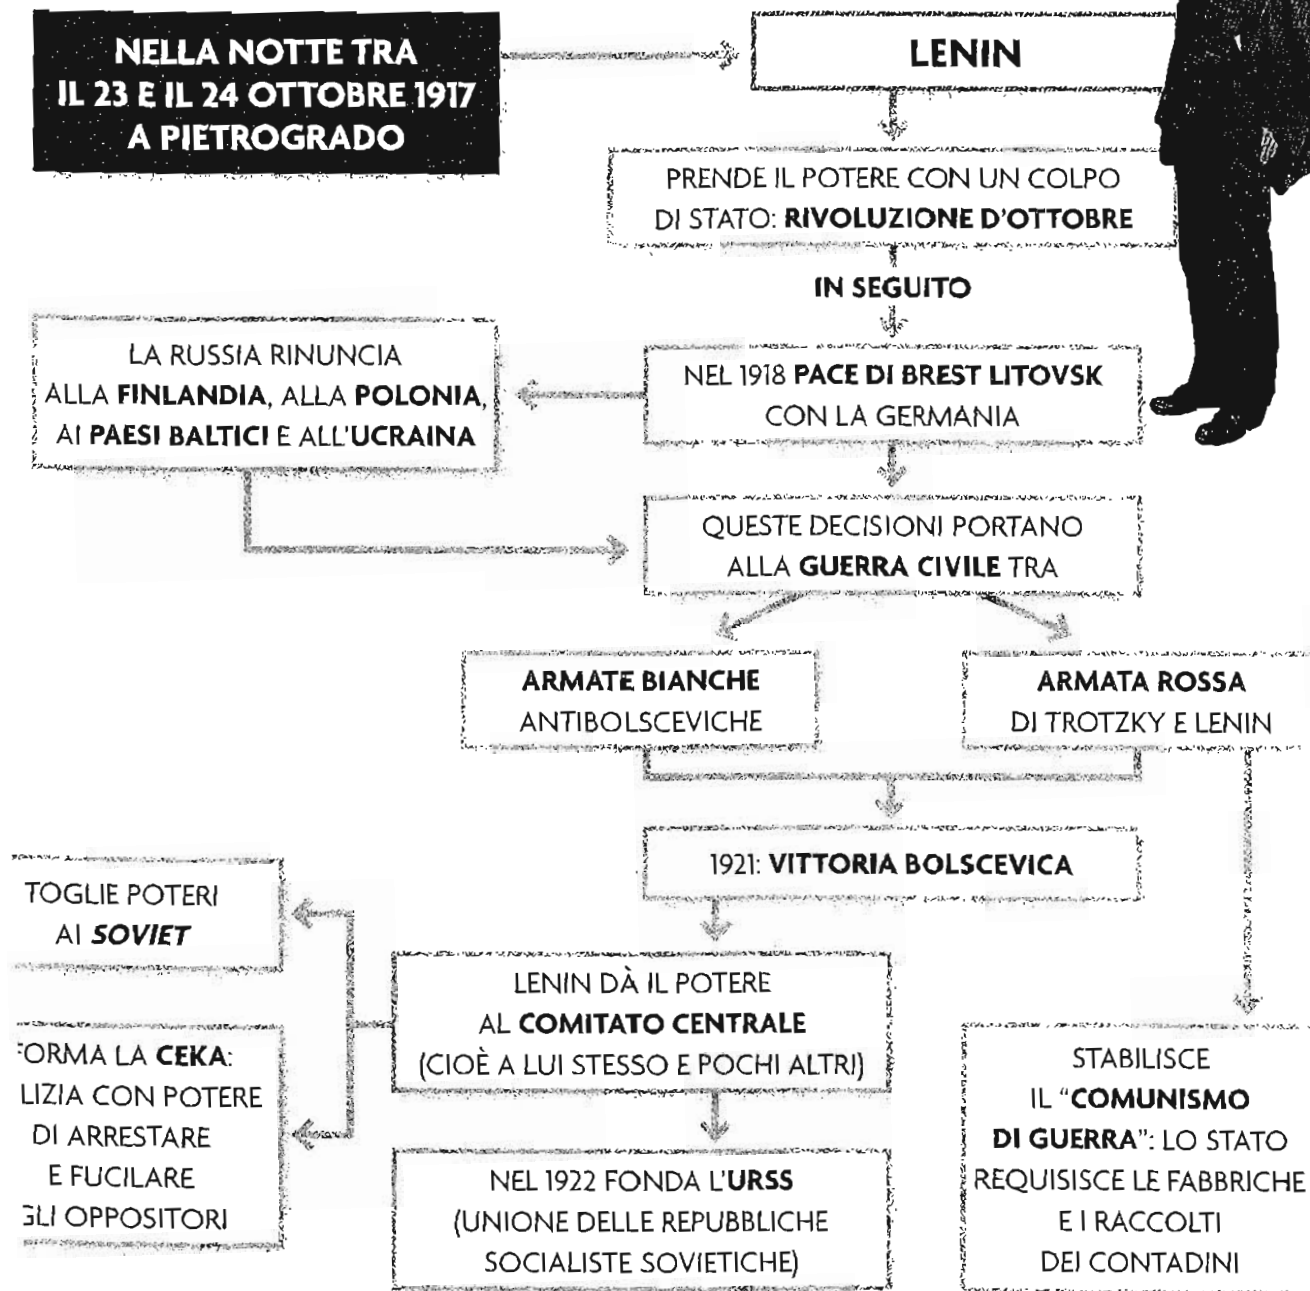 NELLA NOTTE TRA
IL 23 E IL 24 OTTOBRE 1917
A PIETROGRADO
LENIN
PRENDE IL POTERE CON UN COLPO
DI STATO: RIVOLUZIONE D'OTTOBRE
IN SEGUITO
NEL 1918 PACE DI BREST LITOVSK
CON LA GERMANIA
LA RUSSIA RINUNCIA
ALLA FINLANDIA, ALLA POLONIA,
AI PAESI BALTICI E ALL'UCRAINA
QUESTE DECISIONI PORTANO
ALLA GUERRA CIVILE TRA
ARMATE BIANCHE
ANTIBOLSCEVICHE
ARMATA ROSSA
DI TROTZKY E LENIN
1921: VITTORIA BOLSCEVICA
LENIN DÀ IL POTERE
AL COMITATO CENTRALE
(CIOÈ A LUI STESSO E POCHI ALTRI)
TOGLIE POTERI
AI SOVIET
FORMA LA CEKA:
LIZIA CON POTERE
DI ARRESTARE
E FUCILARE
GLI OPPOSITORI
NEL 1922 FONDA L'URSS
(UNIONE DELLE REPUBBLICHE
SOCIALISTE SOVIETICHE)
STABILISCE
IL "COMUNISMO
DI GUERRA": LO STATO
REQUISISCE LE FABBRICHE
E I RACCOLTI
DEI CONTADINI